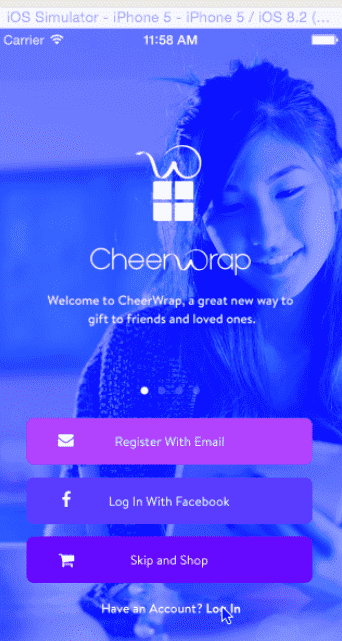 iOS Simulator - iPhone 5 - iPhone 5 / iOS 8.2 (...
Carrier 11:58 AM
CheerWrap
Welcome to CheerWrap, a great new way to
gift to friends and loved ones.
Register With Email
Log In With Facebook
Skip and Shop
Have an Account? Log In